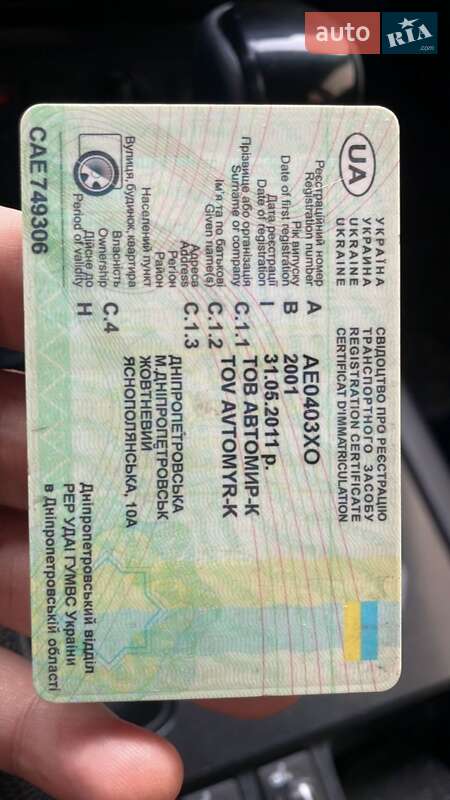 auto RIA.com
UA
УКРАЇНА
УКРАИНА
UKRAINE
UKRAINE
СВІДОЦТВО ПРО РЕЄСТРАЦІЮ
ТРАНСПОРТНОГО ЗАСОБУ
REGISTRATION CERTIFICATE
CERTIFICAT D'IMMATRICULATION
Реєстраційний номер
Registration number
A
AE0403XO
Рік випуску
Date of first registration
B
2001
Дата реєстрації
Date of registration
I
31.05.2011 р.
Прізвище або організація
Surname or company
C.1.1
ТОВ АВТОМИР-К
Ім'я та по батькові
Given name(s)
C.1.2
TOV AVTOMYR-K
Адреса
Address
C.1.3
Регіон
ДНІПРОПЕТРОВСЬКА
Район
М.ДНІПРОПЕТРОВСЬК
Населений пункт
ЖОВТНЕВИЙ
Вулиця, будинок, квартира
ЯСНОПОЛЯНСЬКА, 10А
Власність
Ownership
C.4
Дійсне до
Period of validity
H
Дніпропетровський відділ
РЕР УДАІ ГУМВС України
в Дніпропетровській області
САЕ749306